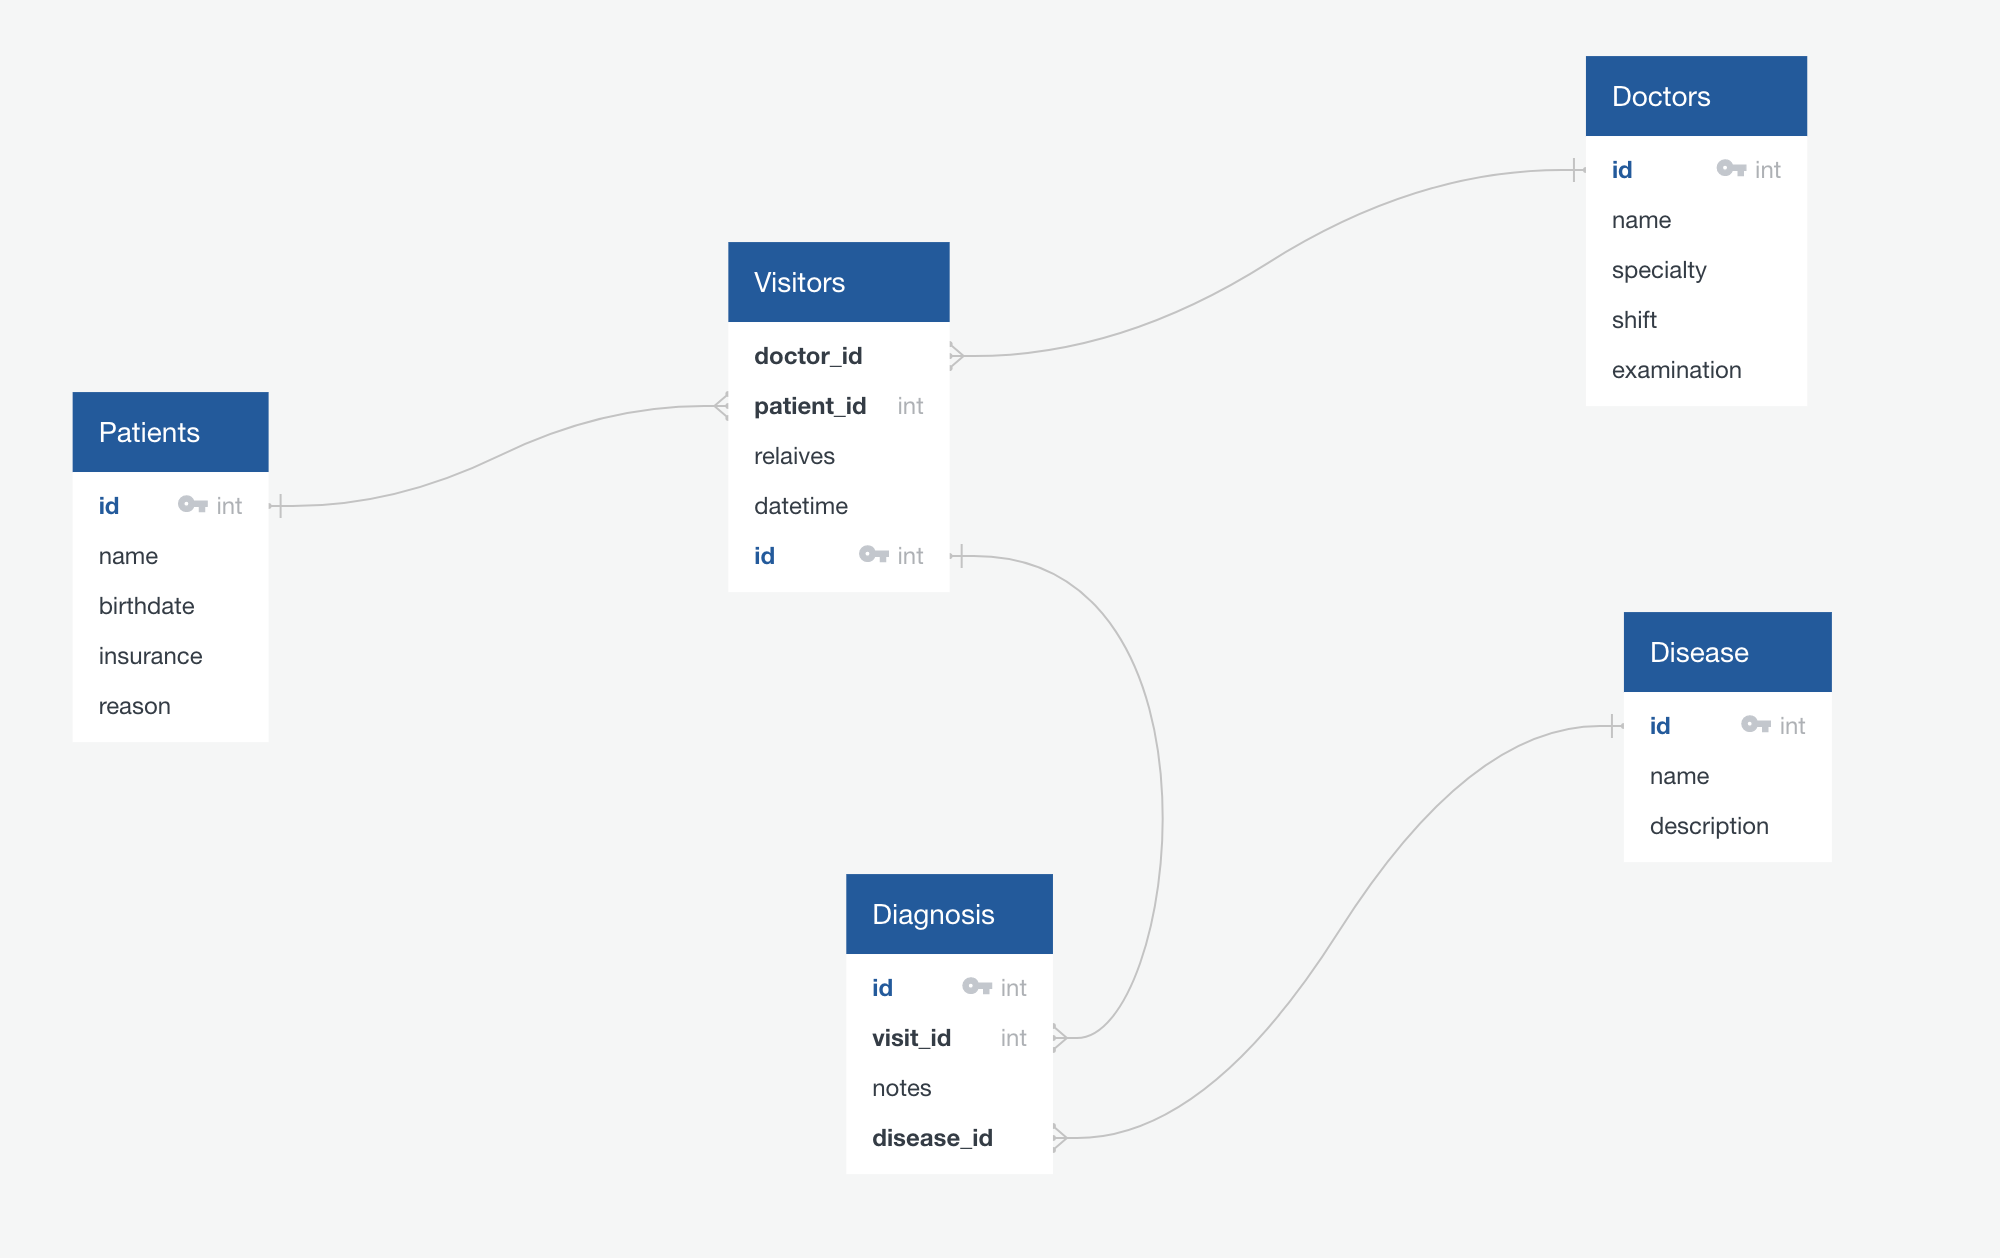 Doctors
id int
name
specialty
shift
examination
Visitors
doctor_id
patient_id int
relaives
datetime
id int
Patients
id int
name
birthdate
insurance
reason
Disease
id int
name
description
Diagnosis
id int
visit_id int
notes
disease_id